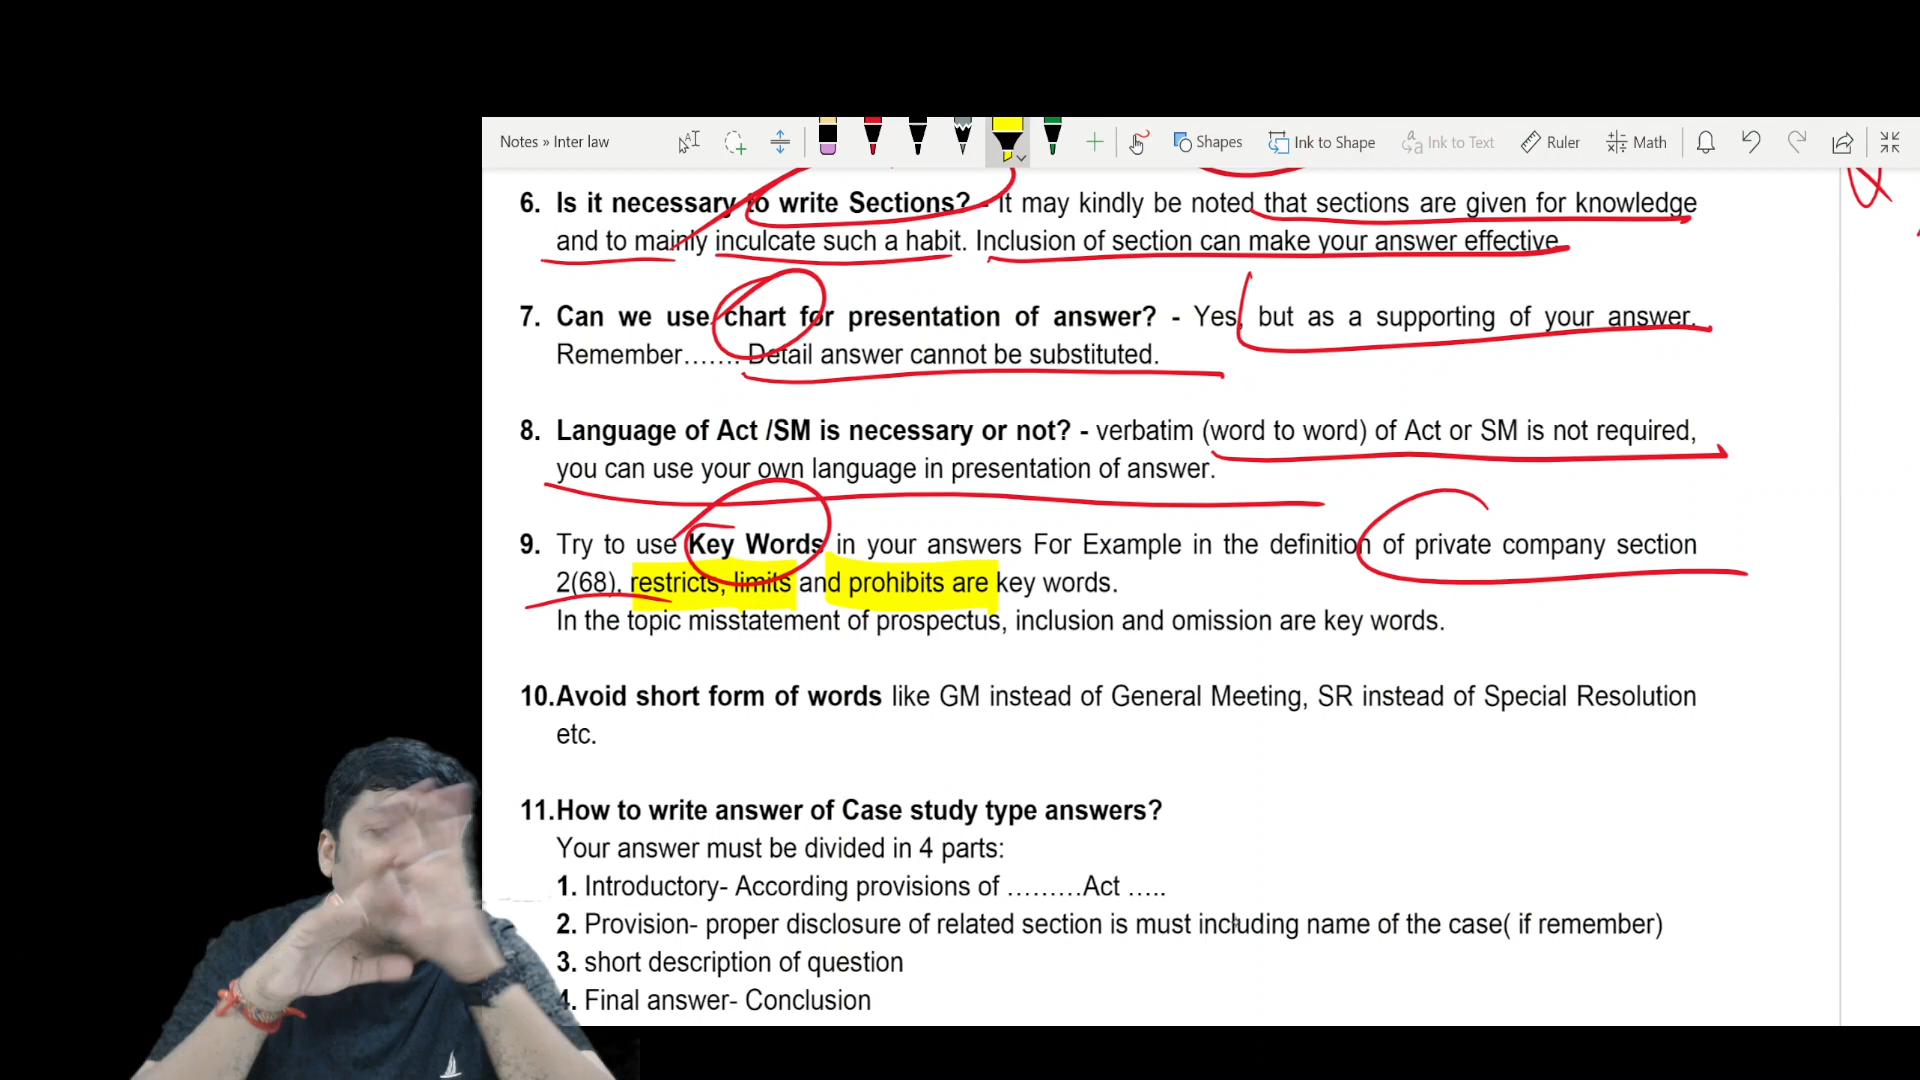 Notes » Inter law
Shapes
Ink to Shape
Ink to Text
Ruler
Math
6. Is it necessary to write Sections? - It may kindly be noted that sections are given for knowledge
and to mainly inculcate such a habit. Inclusion of section can make your answer effective
7. Can we use chart for presentation of answer? - Yes, but as a supporting of your answer.
Remember……. Detail answer cannot be substituted.
8. Language of Act /SM is necessary or not? - verbatim (word to word) of Act or SM is not required,
you can use your own language in presentation of answer.
9. Try to use Key Words in your answers For Example in the definition of private company section
2(68), restricts, limits and prohibits are key words.
In the topic misstatement of prospectus, inclusion and omission are key words.
10.Avoid short form of words like GM instead of General Meeting, SR instead of Special Resolution
etc.
11.How to write answer of Case study type answers?
Your answer must be divided in 4 parts:
1. Introductory- According provisions of ………Act …..
2. Provision- proper disclosure of related section is must including name of the case( if remember)
3. short description of question
4. Final answer- Conclusion